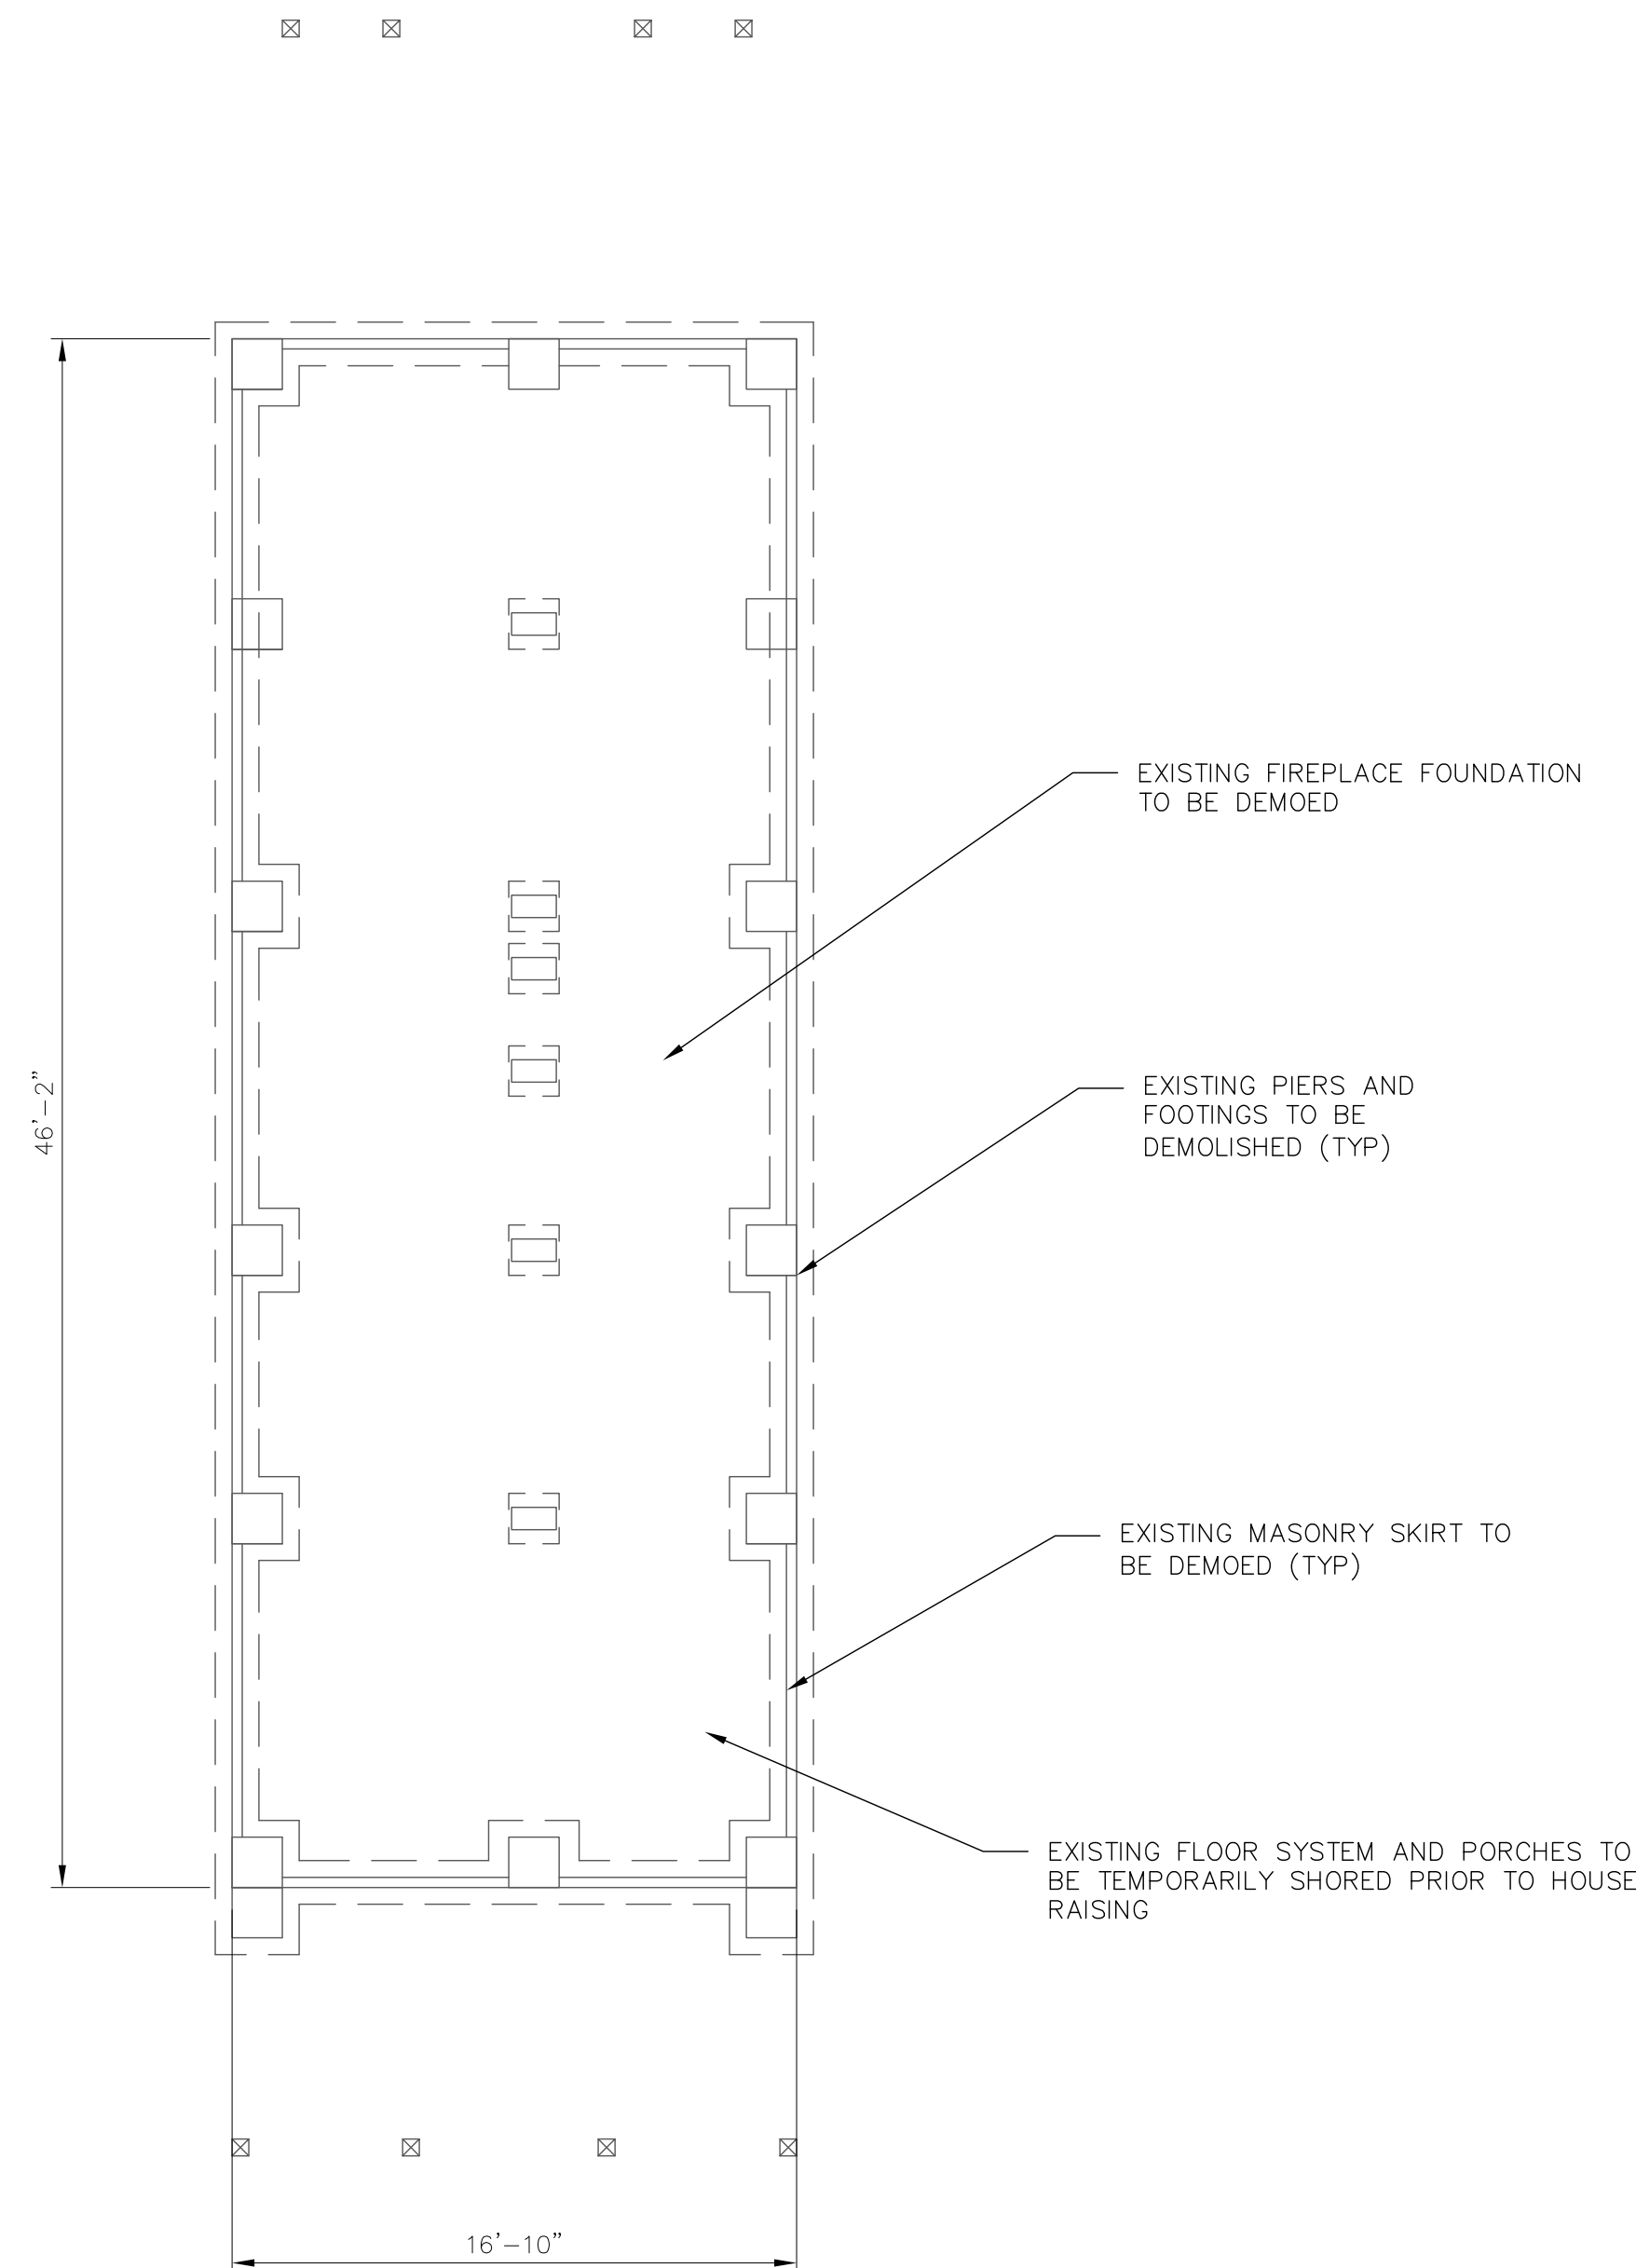 EXISTING FIREPLACE FOUNDATION
TO BE DEMOED
46'-2"
EXISTING PIERS AND
FOOTINGS TO BE
DEMOLISHED (TYP)
EXISTING MASONRY SKIRT TO
BE DEMOED (TYP)
EXISTING FLOOR SYSTEM AND PORCHES TO
BE TEMPORARILY SHORED PRIOR TO HOUSE
RAISING
16'-10"